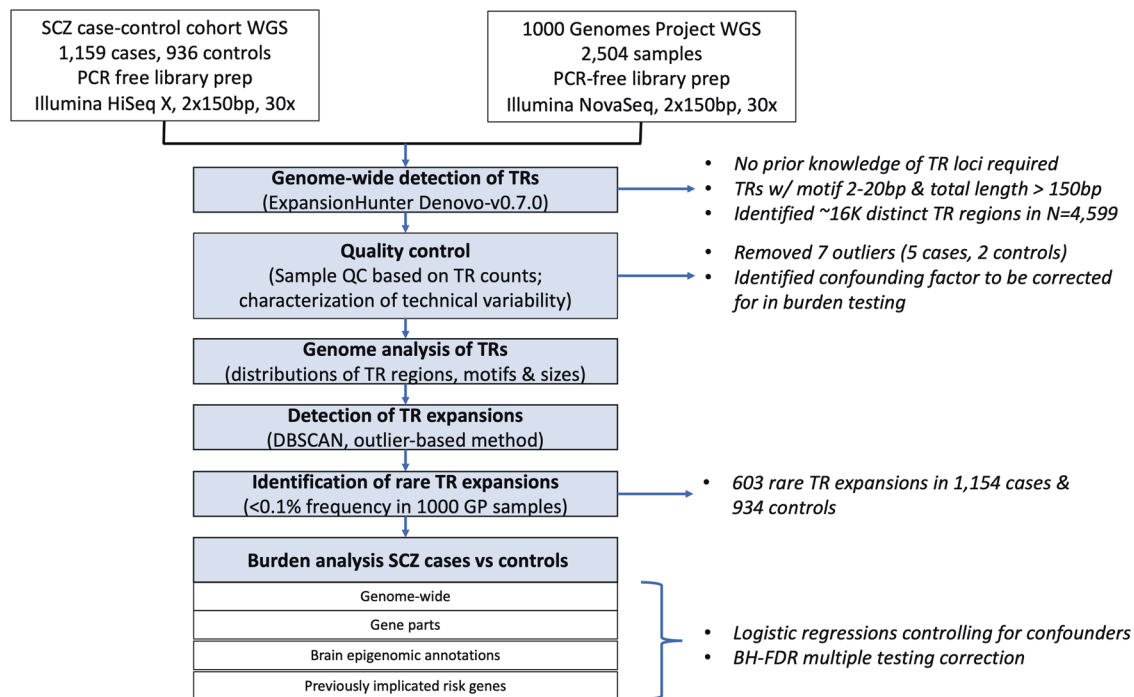 SCZ case-control cohort WGS
1,159 cases, 936 controls
PCR free library prep
Illumina HiSeq X, 2x150bp, 30x
1000 Genomes Project WGS
2,504 samples
PCR-free library prep
Illumina NovaSeq, 2x150bp, 30x
Genome-wide detection of TRs
(ExpansionHunter Denovo-v0.7.0)
• No prior knowledge of TR loci required
• TRs w/ motif 2-20bp & total length > 150bp
• Identified ~16K distinct TR regions in N=4,599
Quality control
(Sample QC based on TR counts;
characterization of technical variability)
• Removed 7 outliers (5 cases, 2 controls)
• Identified confounding factor to be corrected
for in burden testing
Genome analysis of TRs
(distributions of TR regions, motifs & sizes)
Detection of TR expansions
(DBSCAN, outlier-based method)
Identification of rare TR expansions
(<0.1% frequency in 1000 GP samples)
• 603 rare TR expansions in 1,154 cases &
934 controls
Burden analysis SCZ cases vs controls
Genome-wide
Gene parts
Brain epigenomic annotations
Previously implicated risk genes
• Logistic regressions controlling for confounders
• BH-FDR multiple testing correction